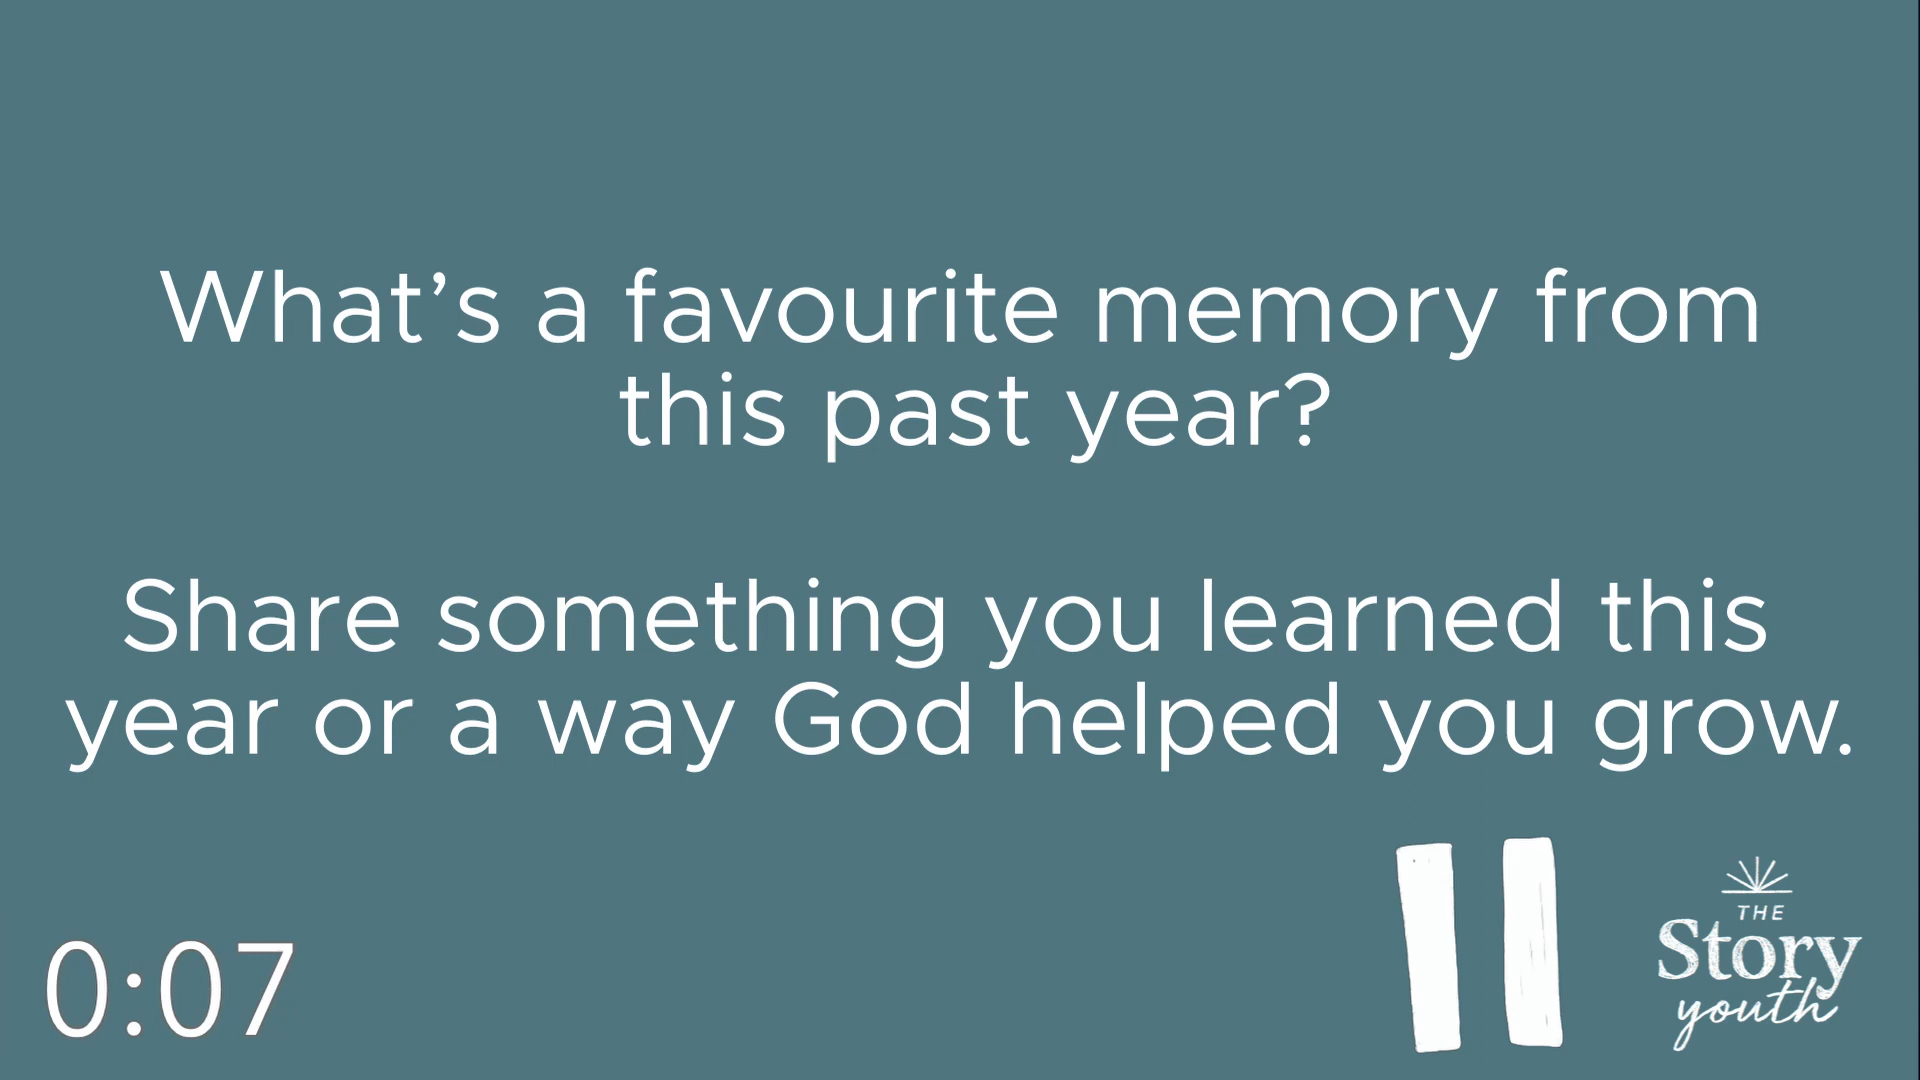 What’s a favourite memory from
this past year?
Share something you learned this
year or a way God helped you grow.
0:07
THE
Story
youth